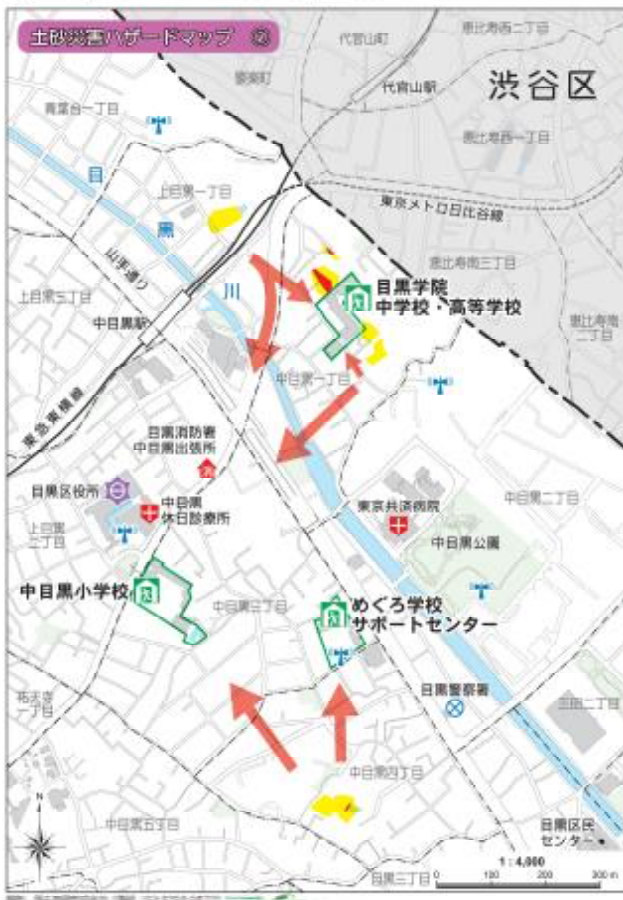 土砂災害ハザードマップ ②
代官山町
恵比寿西二丁目
渋谷区
代官山駅
青葉台一丁目
恵比寿西一丁目
目
上目黒一丁目
東京メトロ日比谷線
黒
山手通り
恵比寿南三丁目
上目黒三丁目
川
目黒学院
中学校・高等学校
中目黒駅
恵比寿南
二丁目
中目黒一丁目
東急東横線
目黒消防署
中目黒出張所
目黒区役所
中目黒
休日診療所
東京共済病院
中目黒二丁目
上目黒
二丁目
中目黒公園
中目黒小学校
中目黒三丁目
めぐろ学校
サポートセンター
祐天寺
一丁目
目黒警察署
三田二丁目
中目黒四丁目
N
中目黒五丁目
目黒区民
センター
1:4,000
目黒三丁目
0 100 200 300 m